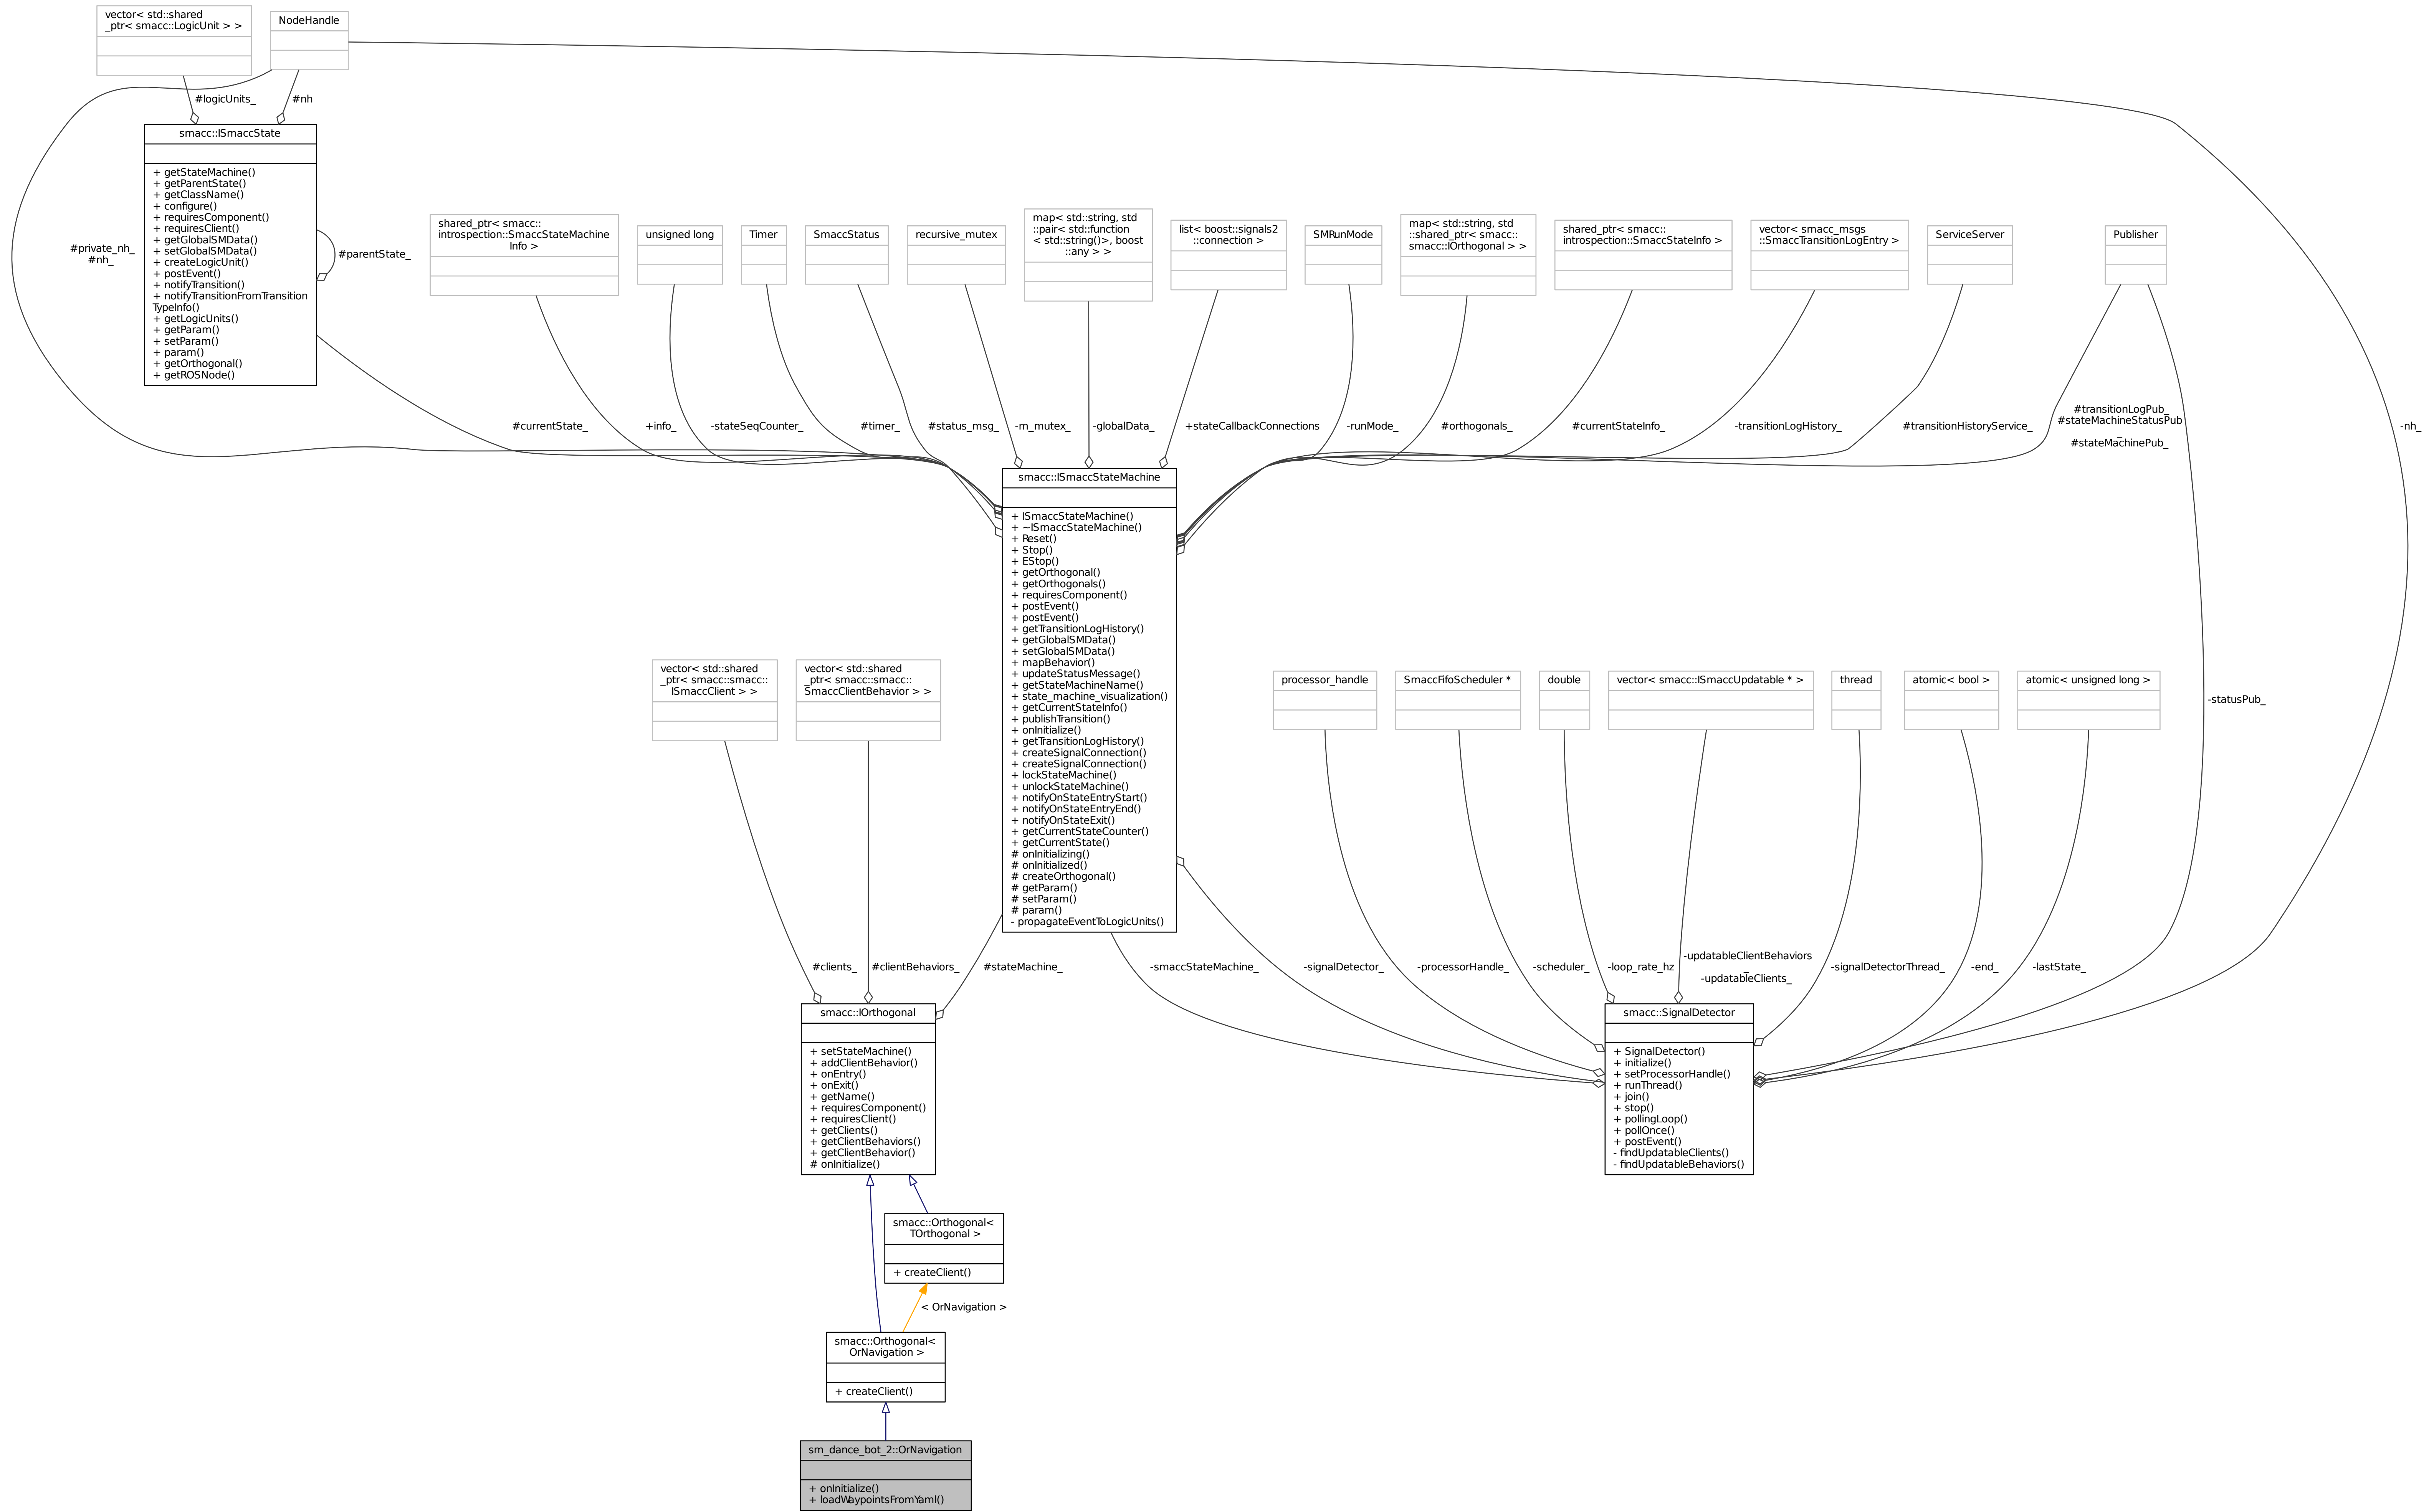 vector< std::shared
_ptr< smacc::LogicUnit > >
NodeHandle
#logicUnits_
#nh
smacc::ISmaccState
+ getStateMachine()
+ getParentState()
+ getClassName()
+ configure()
+ requiresComponent()
+ requiresClient()
+ getGlobalSMData()
+ setGlobalSMData()
+ createLogicUnit()
+ postEvent()
+ notifyTransition()
+ notifyTransitionFromTransition
TypeInfo()
+ getLogicUnits()
+ getParam()
+ setParam()
+ param()
+ getOrthogonal()
+ getROSNode()
#private_nh_
#nh_
#parentState_
shared_ptr< smacc::
introspection::SmaccStateMachine
Info >
unsigned long
Timer
SmaccStatus
recursive_mutex
map< std::string, std
::pair< std::function
< std::string()>, boost
::any > >
list< boost::signals2
::connection >
SMRunMode
map< std::string, std
::shared_ptr< smacc::
smacc::IOrthogonal > >
shared_ptr< smacc::
introspection::SmaccStateInfo >
vector< smacc_msgs
::SmaccTransitionLogEntry >
ServiceServer
Publisher
#currentState_
+info_
-stateSeqCounter_
#timer_
#status_msg_
-m_mutex_
-globalData_
+stateCallbackConnections
-runMode_
#orthogonals_
#currentStateInfo_
-transitionLogHistory_
#transitionHistoryService_
#transitionLogPub_
#stateMachineStatusPub
_
#stateMachinePub_
-nh_
smacc::ISmaccStateMachine
+ ISmaccStateMachine()
+ ~ISmaccStateMachine()
+ Reset()
+ Stop()
+ EStop()
+ getOrthogonal()
+ getOrthogonals()
+ requiresComponent()
+ postEvent()
+ postEvent()
+ getTransitionLogHistory()
+ getGlobalSMData()
+ setGlobalSMData()
+ mapBehavior()
+ updateStatusMessage()
+ getStateMachineName()
+ state_machine_visualization()
+ getCurrentStateInfo()
+ publishTransition()
+ onInitialize()
+ getTransitionLogHistory()
+ createSignalConnection()
+ createSignalConnection()
+ lockStateMachine()
+ unlockStateMachine()
+ notifyOnStateEntryStart()
+ notifyOnStateEntryEnd()
+ notifyOnStateExit()
+ getCurrentStateCounter()
+ getCurrentState()
# onInitializing()
# onInitialized()
# createOrthogonal()
# getParam()
# setParam()
# param()
- propagateEventToLogicUnits()
vector< std::shared
_ptr< smacc::smacc::
ISmaccClient > >
vector< std::shared
_ptr< smacc::smacc::
SmaccClientBehavior > >
processor_handle
SmaccFifoScheduler *
double
vector< smacc::ISmaccUpdatable * >
thread
atomic< bool >
atomic< unsigned long >
-statusPub_
#clients_
#clientBehaviors_
#stateMachine_
-smaccStateMachine_
-signalDetector_
-processorHandle_
-scheduler_
-loop_rate_hz
-updatableClientBehaviors
_
-updatableClients_
-signalDetectorThread_
-end_
-lastState_
smacc::IOrthogonal
+ setStateMachine()
+ addClientBehavior()
+ onEntry()
+ onExit()
+ getName()
+ requiresComponent()
+ requiresClient()
+ getClients()
+ getClientBehaviors()
+ getClientBehavior()
# onInitialize()
smacc::SignalDetector
+ SignalDetector()
+ initialize()
+ setProcessorHandle()
+ runThread()
+ join()
+ stop()
+ pollingLoop()
+ pollOnce()
+ postEvent()
- findUpdatableClients()
- findUpdatableBehaviors()
smacc::Orthogonal<
TOrthogonal >
+ createClient()
< OrNavigation >
smacc::Orthogonal<
OrNavigation >
+ createClient()
sm_dance_bot_2::OrNavigation
+ onInitialize()
+ loadWaypointsFromYaml()